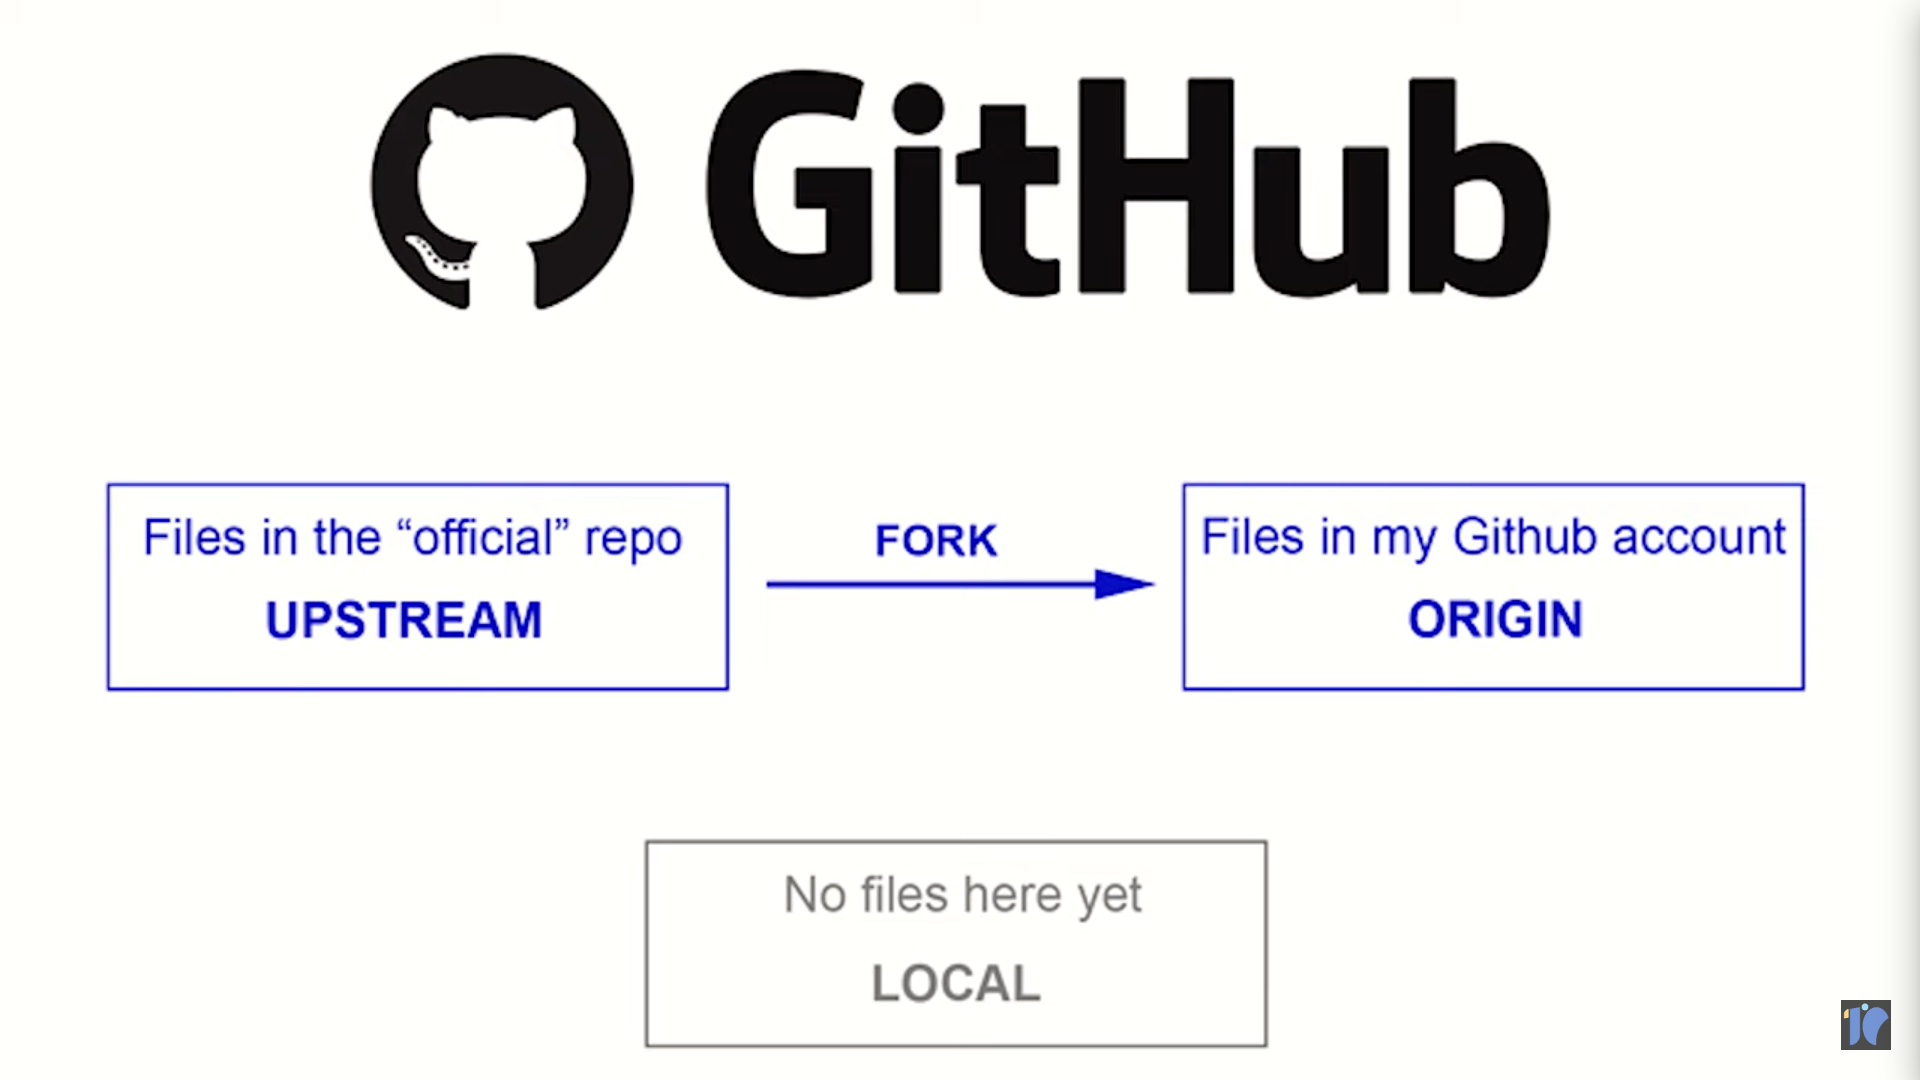 GitHub
Files in the “official” repo
UPSTREAM
FORK
Files in my Github account
ORIGIN
No files here yet
LOCAL